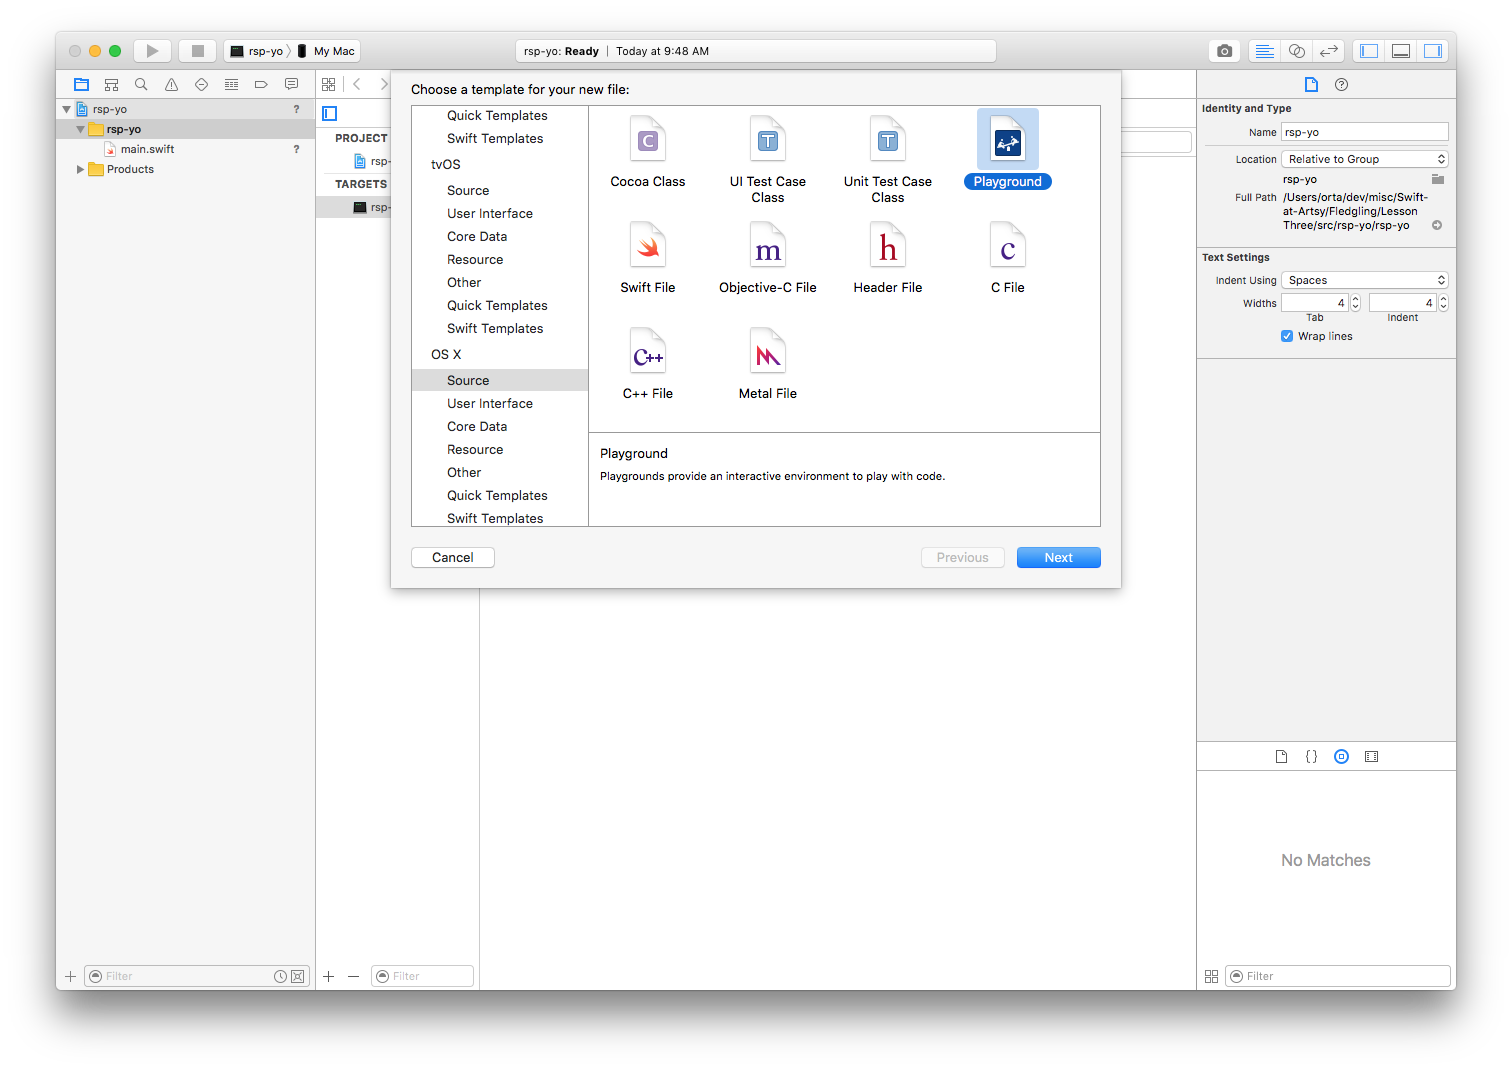 rsp-yo
My Mac
rsp-yo: Ready | Today at 9:48 AM
rsp-yo
?
rsp-yo
main.swift
?
Products
Filter
PROJECT
rsp-
TARGETS
rsp-
Filter
Choose a template for your new file:
Quick Templates
Swift Templates
tvOS
Source
User Interface
Core Data
Resource
Other
Quick Templates
Swift Templates
OS X
Source
User Interface
Core Data
Resource
Other
Quick Templates
Swift Templates
C
Cocoa Class
T
UI Test Case
Class
T
Unit Test Case
Class
Playground
Swift File
m
Objective-C File
h
Header File
c
C File
C++
C++ File
Metal File
Playground
Playgrounds provide an interactive environment to play with code.
Cancel
Previous
Next
Identity and Type
Name rsp-yo
Location Relative to Group
rsp-yo
Full Path /Users/orta/dev/misc/Swift-
at-Artsy/Fledgling/Lesson
Three/src/rsp-yo/rsp-yo
Text Settings
Indent Using Spaces
Widths 4 4
Tab Indent
Wrap lines
{ }
No Matches
Filter